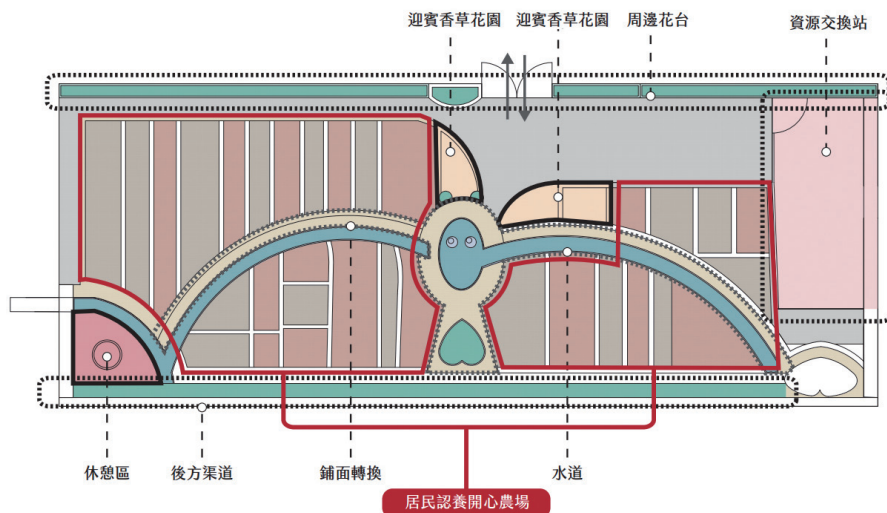 迎賓香草花園
迎賓香草花園
周邊花台
資源交換站
休憩區
後方渠道
鋪面轉換
水道
居民認養開心農場